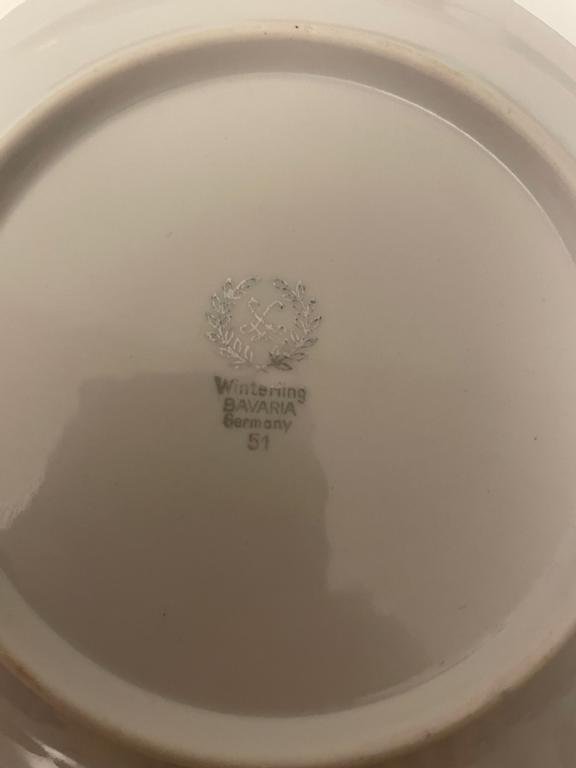 Winterling
BAVARIA
Germany
51